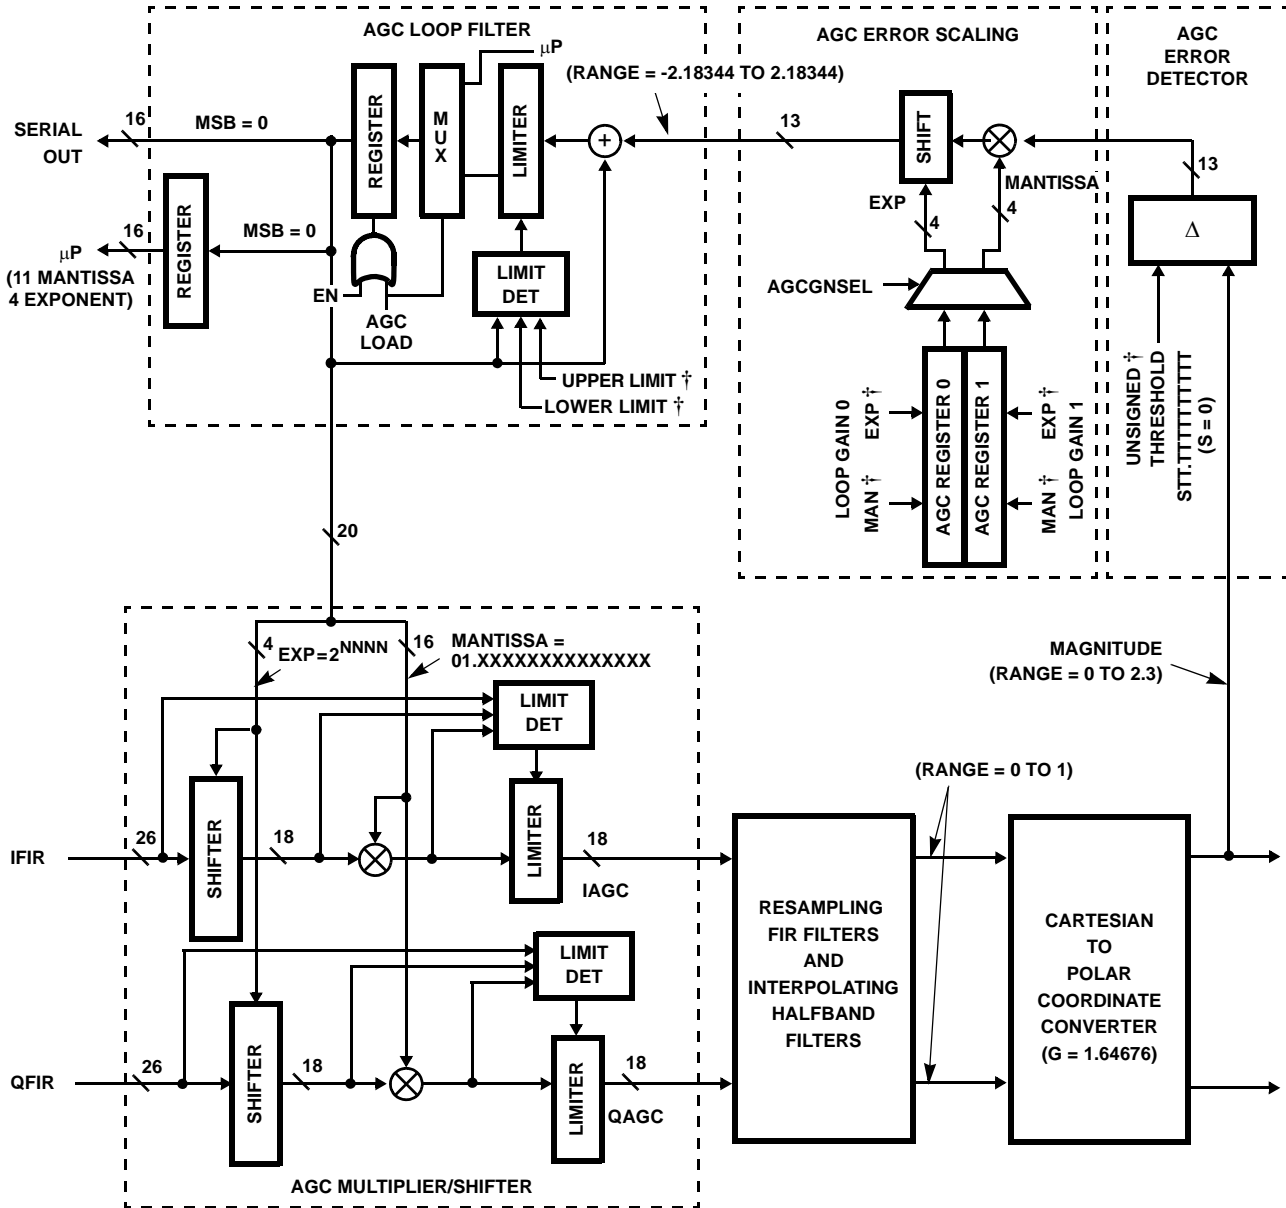 AGC LOOP FILTER
μP
REGISTER
MUX
LIMITER
16
MSB = 0
SERIAL
OUT
REGISTER
16
MSB = 0
μP
(11 MANTISSA
4 EXPONENT)
EN
AGC
LOAD
LIMIT
DET
+
UPPER LIMIT †
LOWER LIMIT †
(RANGE = -2.18344 TO 2.18344)
AGC ERROR SCALING
13
SHIFT
MANTISSA
EXP
4
4
AGCGNSEL
AGC REGISTER 0
AGC REGISTER 1
LOOP GAIN 0
EXP †
MAN †
EXP †
MAN †
LOOP GAIN 1
AGC
ERROR
DETECTOR
13
Δ
UNSIGNED †
THRESHOLD
STT.TTTTTTTTTT
(S = 0)
20
4
EXP=2^NNNN
16
MANTISSA =
01.XXXXXXXXXXXXXX
LIMIT
DET
IFIR
26
SHIFTER
18
LIMITER
18
IAGC
LIMIT
DET
QFIR
26
SHIFTER
18
LIMITER
18
QAGC
AGC MULTIPLIER/SHIFTER
MAGNITUDE
(RANGE = 0 TO 2.3)
(RANGE = 0 TO 1)
RESAMPLING
FIR FILTERS
AND
INTERPOLATING
HALFBAND
FILTERS
CARTESIAN
TO
POLAR
COORDINATE
CONVERTER
(G = 1.64676)